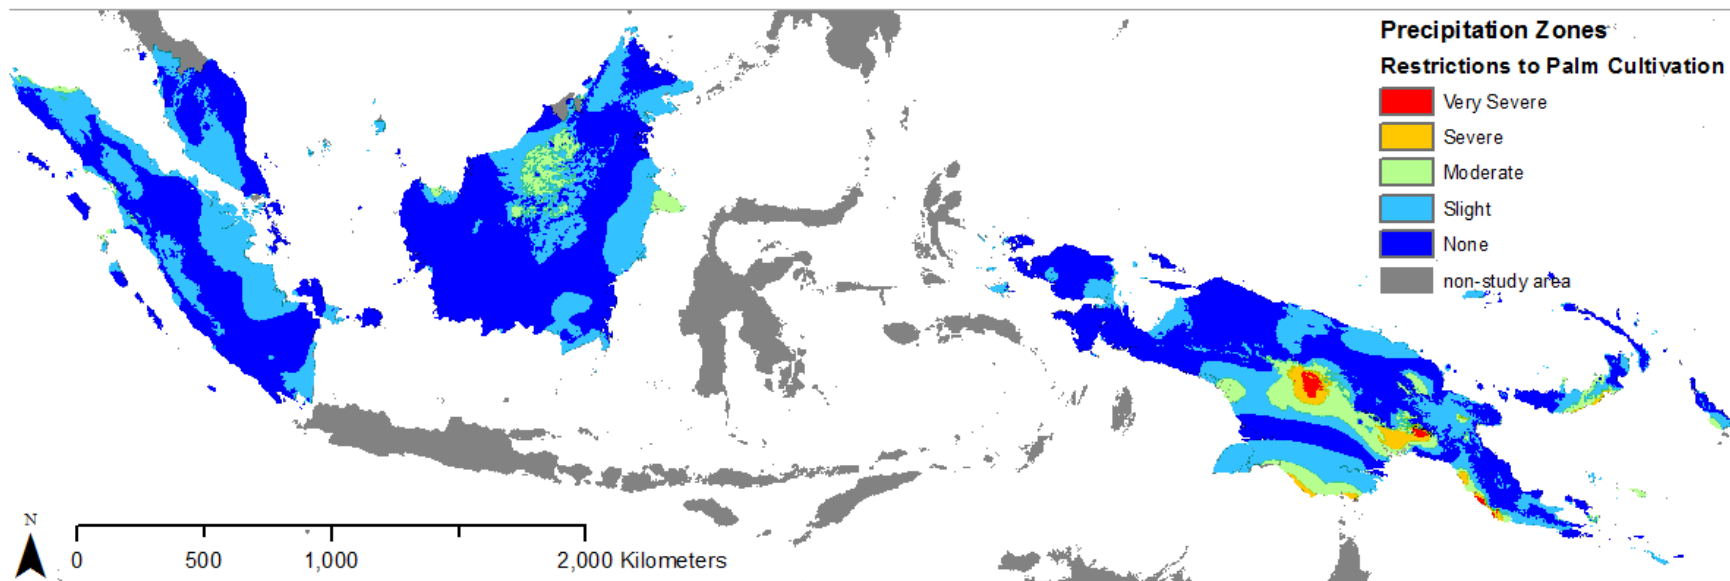 Precipitation Zones
Restrictions to Palm Cultivation
Very Severe
Severe
Moderate
Slight
None
non-study area
N
0 500 1,000 2,000 Kilometers